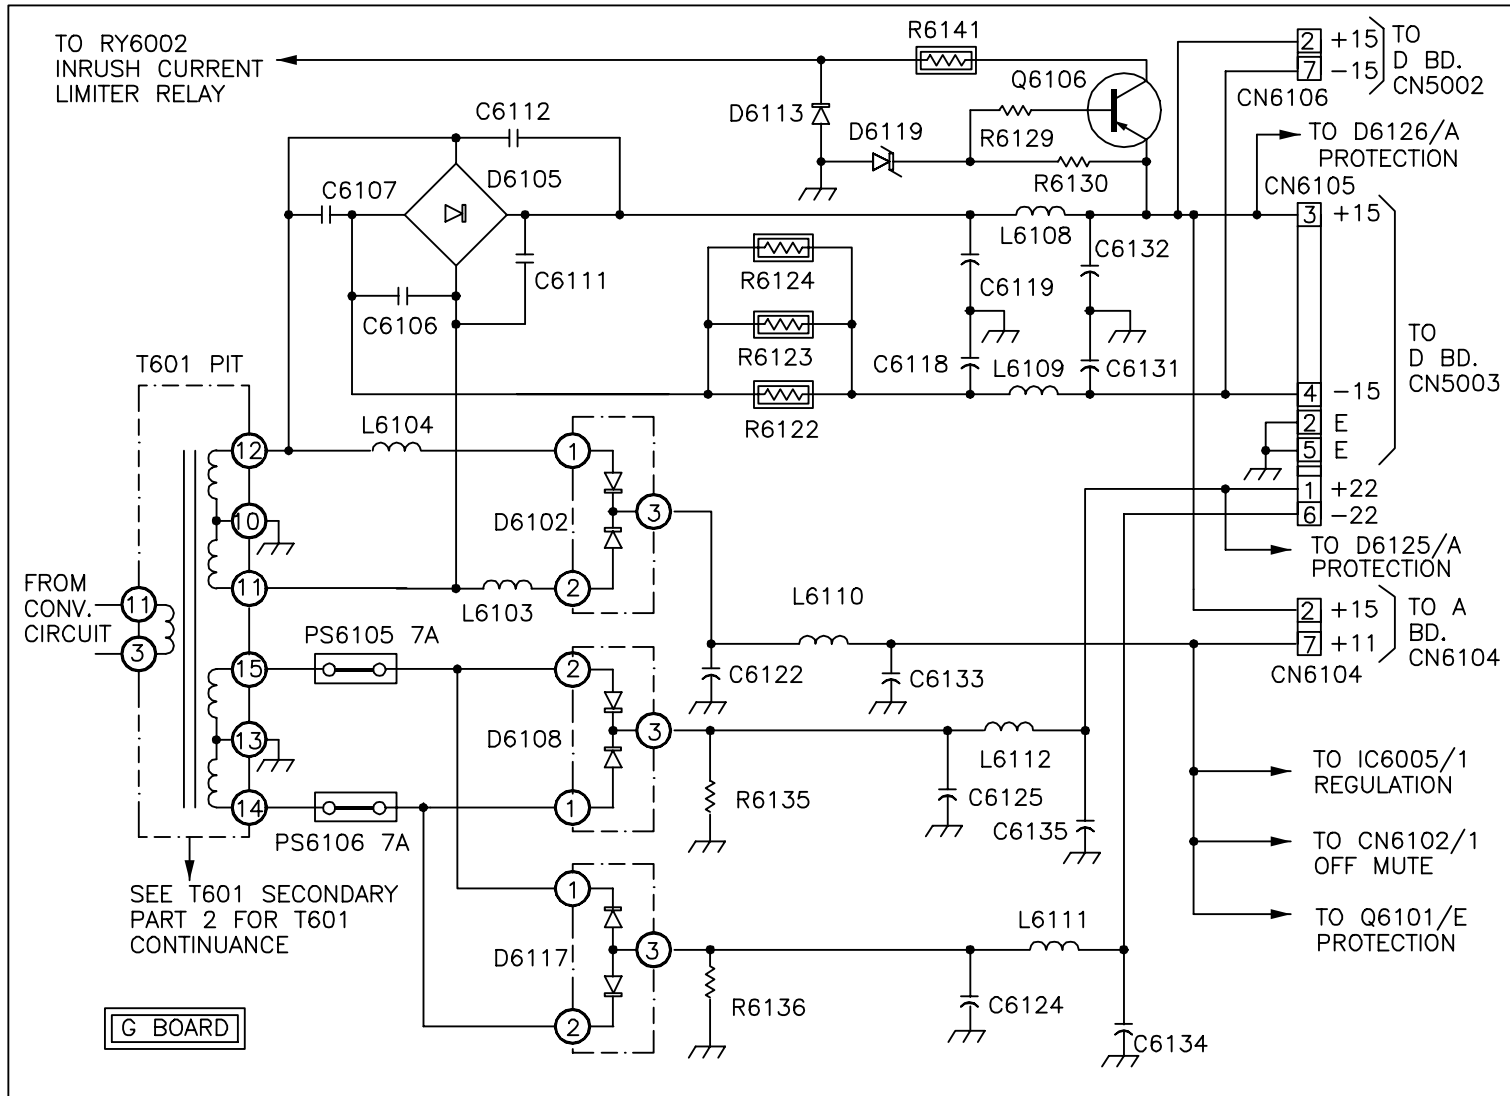 TO RY6002
INRUSH CURRENT
LIMITER RELAY
R6141
Q6106
2 +15
7 -15
TO
D BD.
CN5002
CN6106
C6112
D6113
D6119
R6129
R6130
TO D6126/A
PROTECTION
CN6105
C6107
D6105
3 +15
L6108
C6132
C6111
R6124
C6119
C6106
R6123
C6118
L6109
C6131
R6122
TO
D BD.
CN5003
4 -15
2 E
5 E
1 +22
6 -22
T601 PIT
L6104
12
1
10
D6102
3
11
L6103
2
FROM
CONV.
CIRCUIT
11
3
TO D6125/A
PROTECTION
L6110
2 +15
7 +11
TO A
BD.
CN6104
CN6104
PS6105 7A
15
2
C6122
C6133
13
D6108
3
L6112
14
PS6106 7A
1
R6135
C6125
C6135
TO IC6005/1
REGULATION
TO CN6102/1
OFF MUTE
TO Q6101/E
PROTECTION
SEE T601 SECONDARY
PART 2 FOR T601
CONTINUANCE
1
D6117
3
2
L6111
R6136
C6124
C6134
G BOARD